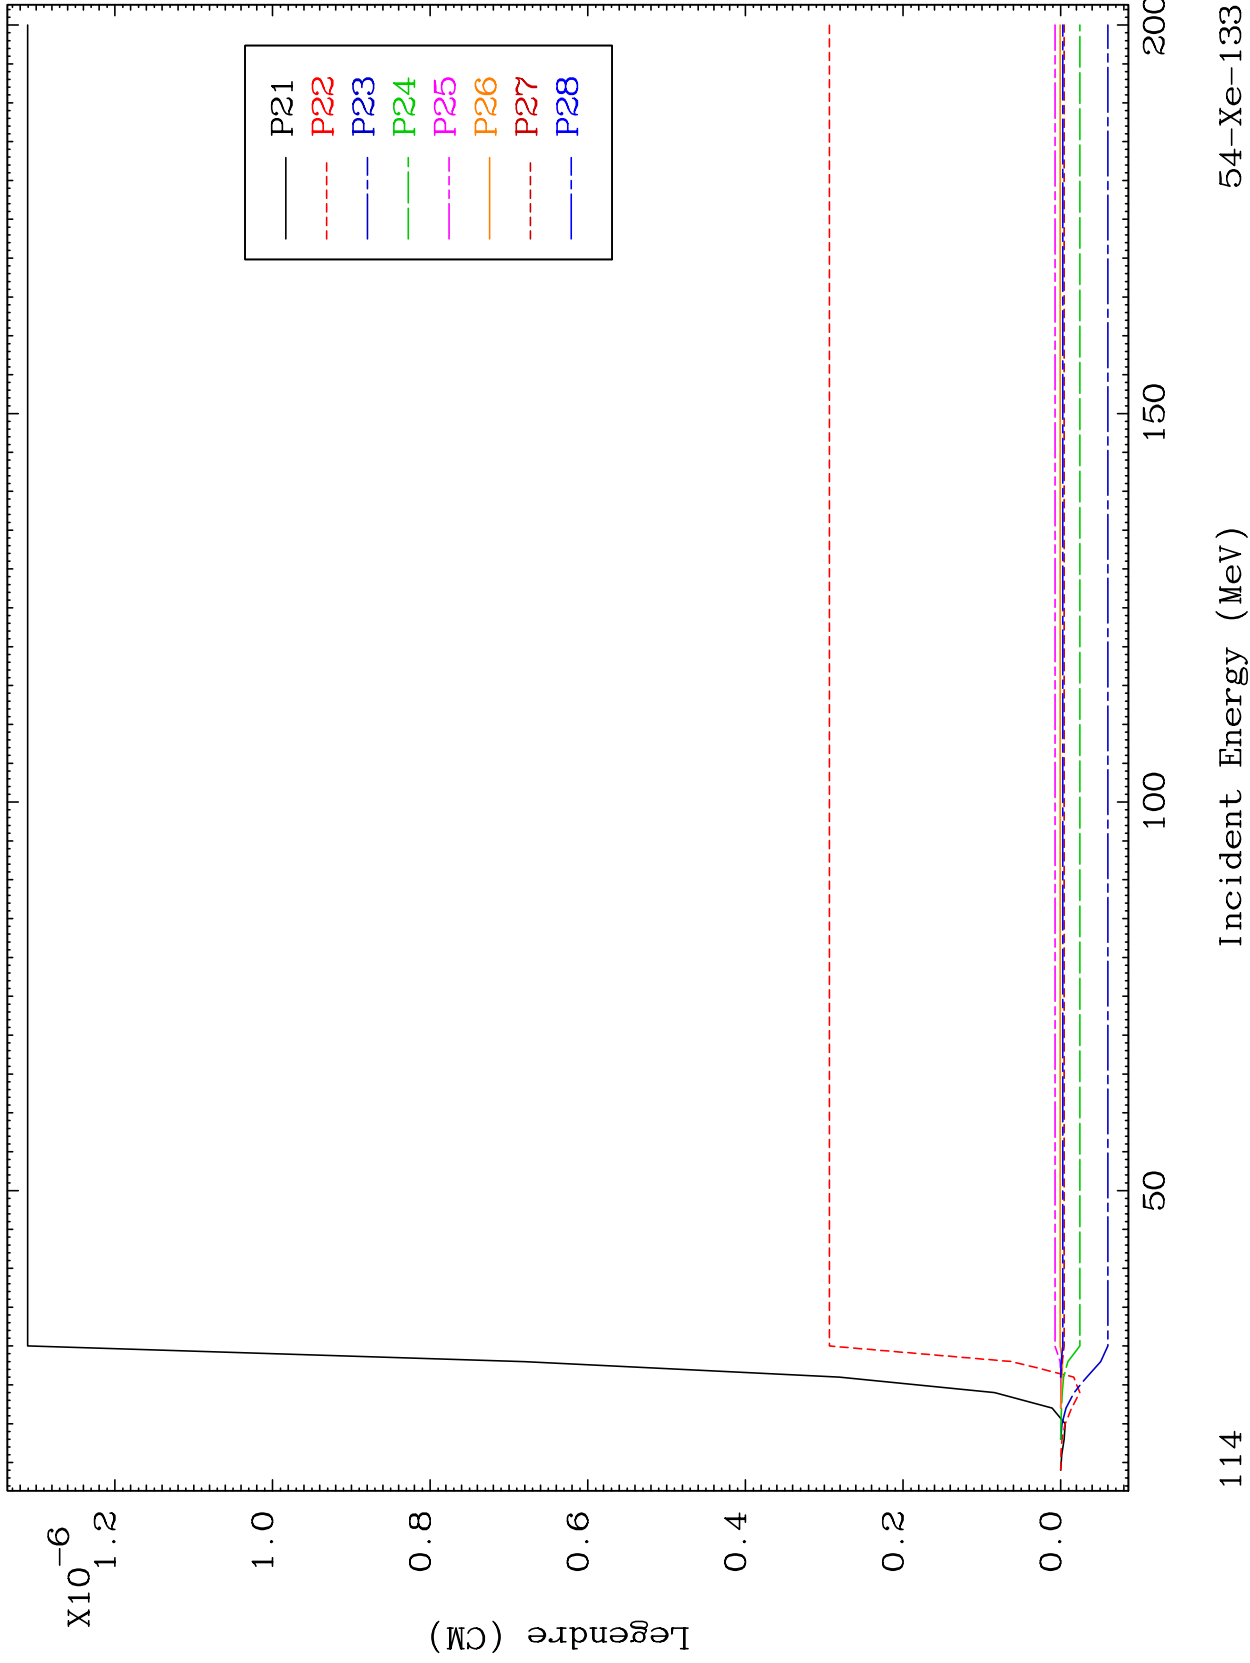 X10-6
1.2
1.0
0.8
0.6
0.4
0.2
0.0
Legendre (CM)
P21
P22
P23
P24
P25
P26
P27
P28
50
100
150
200
Incident Energy (MeV)
114
54-Xe-133